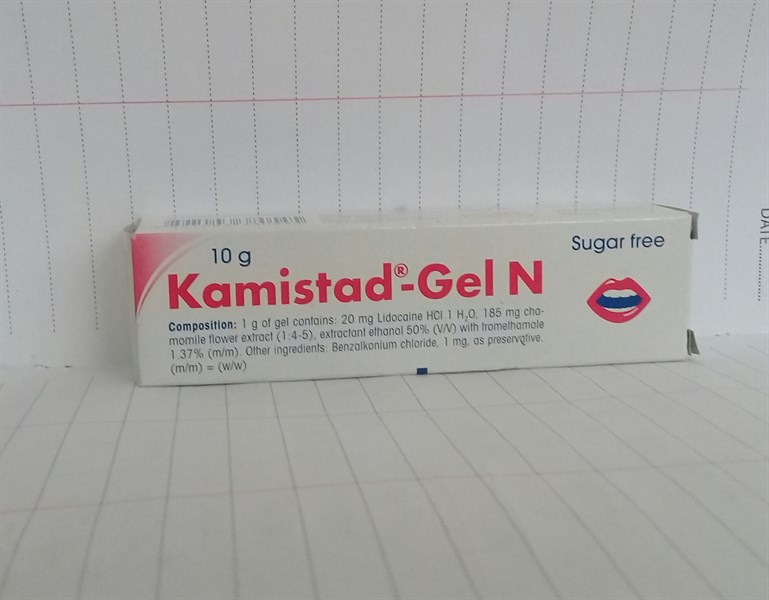 DATE
10 g
Sugar free
Kamistad®-Gel N
Composition: 1 g of gel contains: 20 mg Lidocaine HCl 1 H₂O, 185 mg cha-
momile flower extract (1:4-5), extractant ethanol 50% (V/V) with tromethamole
1.37% (m/m). Other ingredients: Benzalkonium chloride, 1 mg, as preservative.
(m/m) = (w/w)